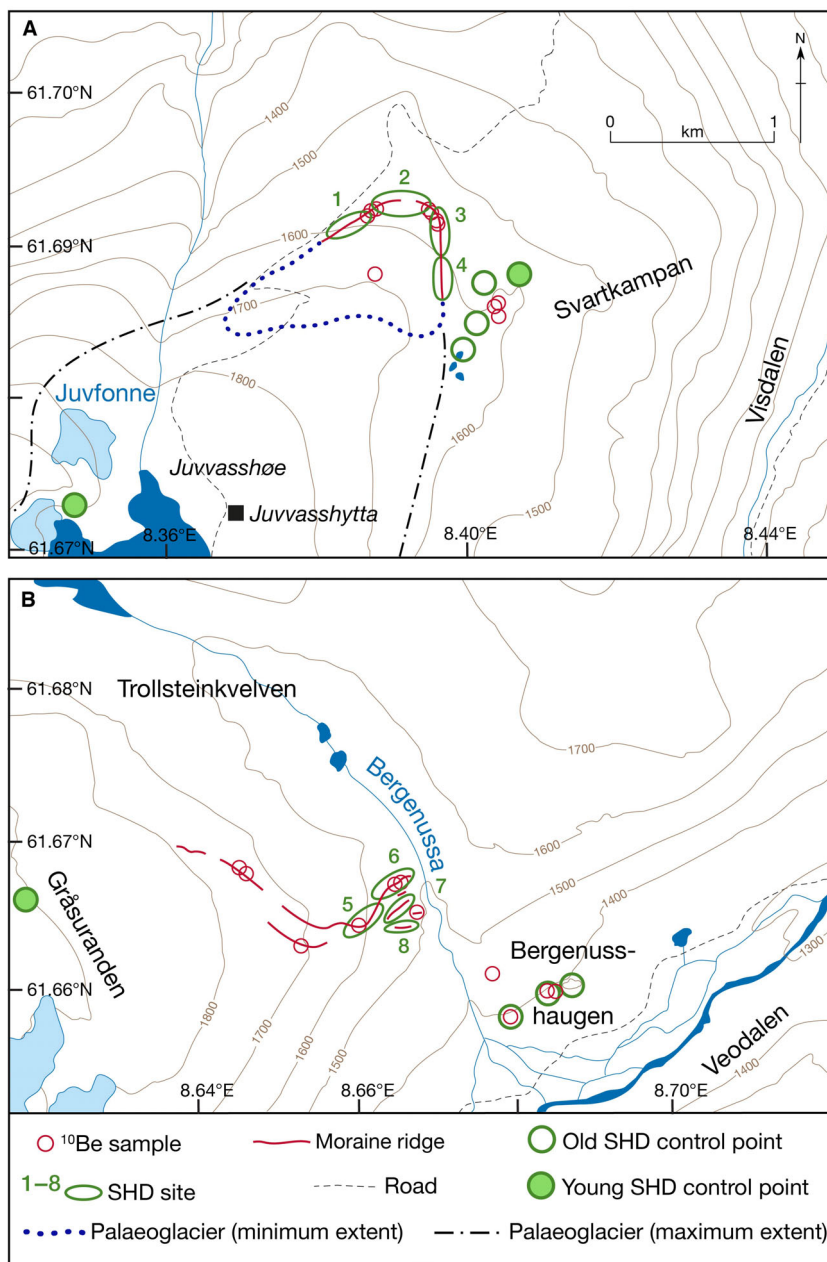 A
N
61.70°N
0
1
km
1400
1500
2
1
3
61.69°N
1600
4
Svartkampan
1700
Visdalen
1800
Juvfonne
1600
Juvvasshøe
Juvvasshytta
1500
61.67°N
8.36°E
8.40°E
8.44°E
B
61.68°N
Trollsteinkvelven
1700
Bergenussa
61.67°N
1600
6
1500
7
1400
5
Gråsuranden
8
Bergenuss-
1300
61.66°N
haugen
1800
1700
1600
1500
Veodalen
1400
8.64°E
8.66°E
8.70°E
¹⁰Be sample
Moraine ridge
Old SHD control point
1–8
SHD site
Road
Young SHD control point
Palaeoglacier (minimum extent)
Palaeoglacier (maximum extent)